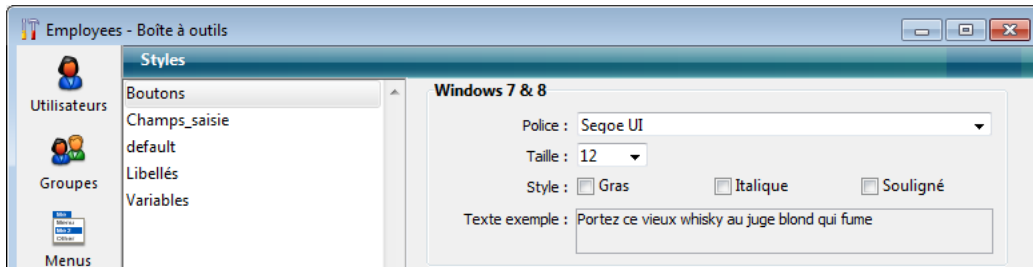 Employees - Boîte à outils
Styles
Utilisateurs
Groupes
Menus
Boutons
Champs_saisie
default
Libellés
Variables
Windows 7 & 8
Police : Segoe UI
Taille : 12
Style : Gras Italique Souligné
Texte exemple : Portez ce vieux whisky au juge blond qui fume